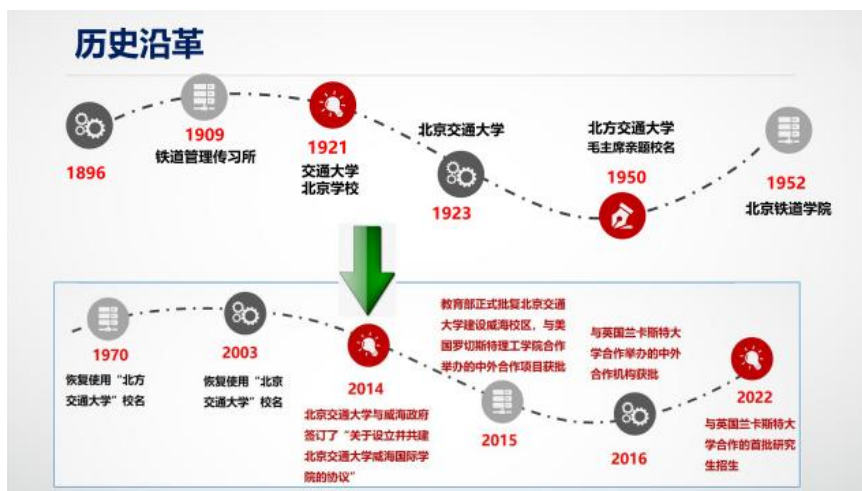 历史沿革
1896
1909
铁道管理传习所
1921
交通大学
北京学校
北京交通大学
1923
北方交通大学
毛主席亲题校名
1950
1952
北京铁道学院
1970
恢复使用“北方
交通大学”校名
2003
恢复使用“北京
交通大学”校名
2014
北京交通大学与威海政府
签订了“关于设立并共建
北京交通大学威海国际学
院的协议”
教育部正式批复北京交通
大学建设威海校区，与美
国罗切斯特理工学院合作
举办的中外合作项目获批
2015
与英国兰卡斯特大
学合作举办的中外
合作机构获批
2016
2022
与英国兰卡斯特大
学合作的首批研究
生招生